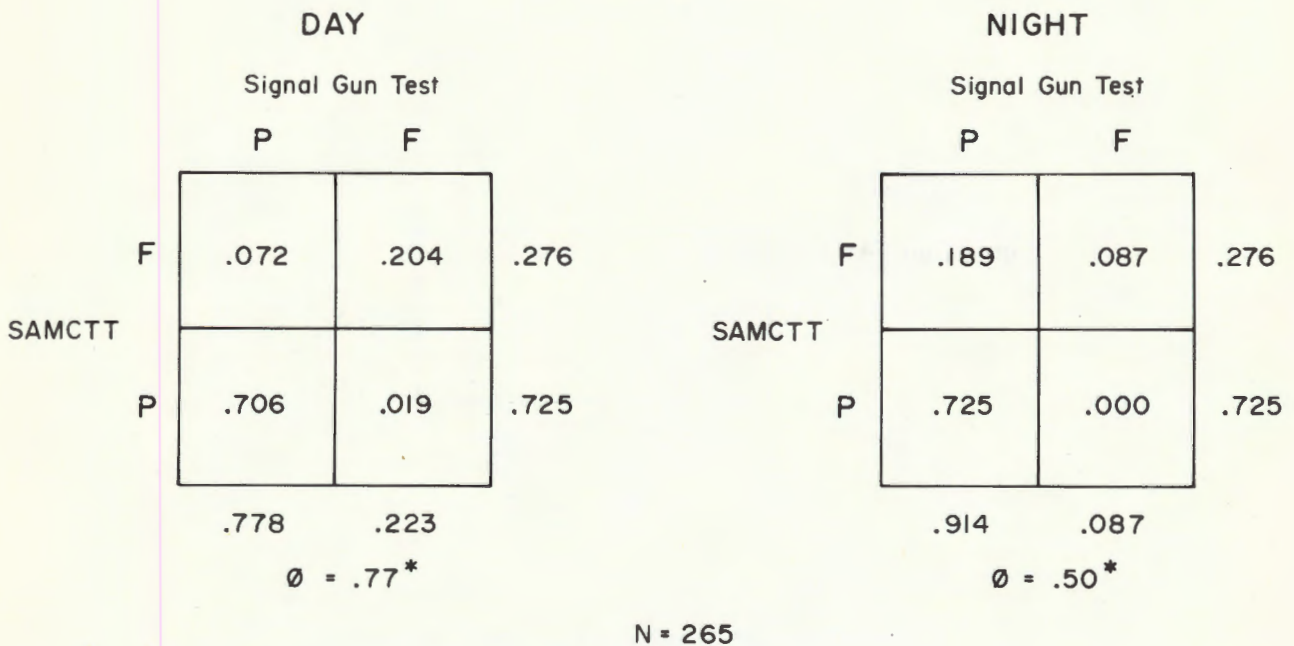 DAY
Signal Gun Test
P F
F .072 .204 .276
SAMCTT
P .706 .019 .725
.778 .223
Ø = .77*
NIGHT
Signal Gun Test
P F
F .189 .087 .276
SAMCTT
P .725 .000 .725
.914 .087
Ø = .50*
N = 265